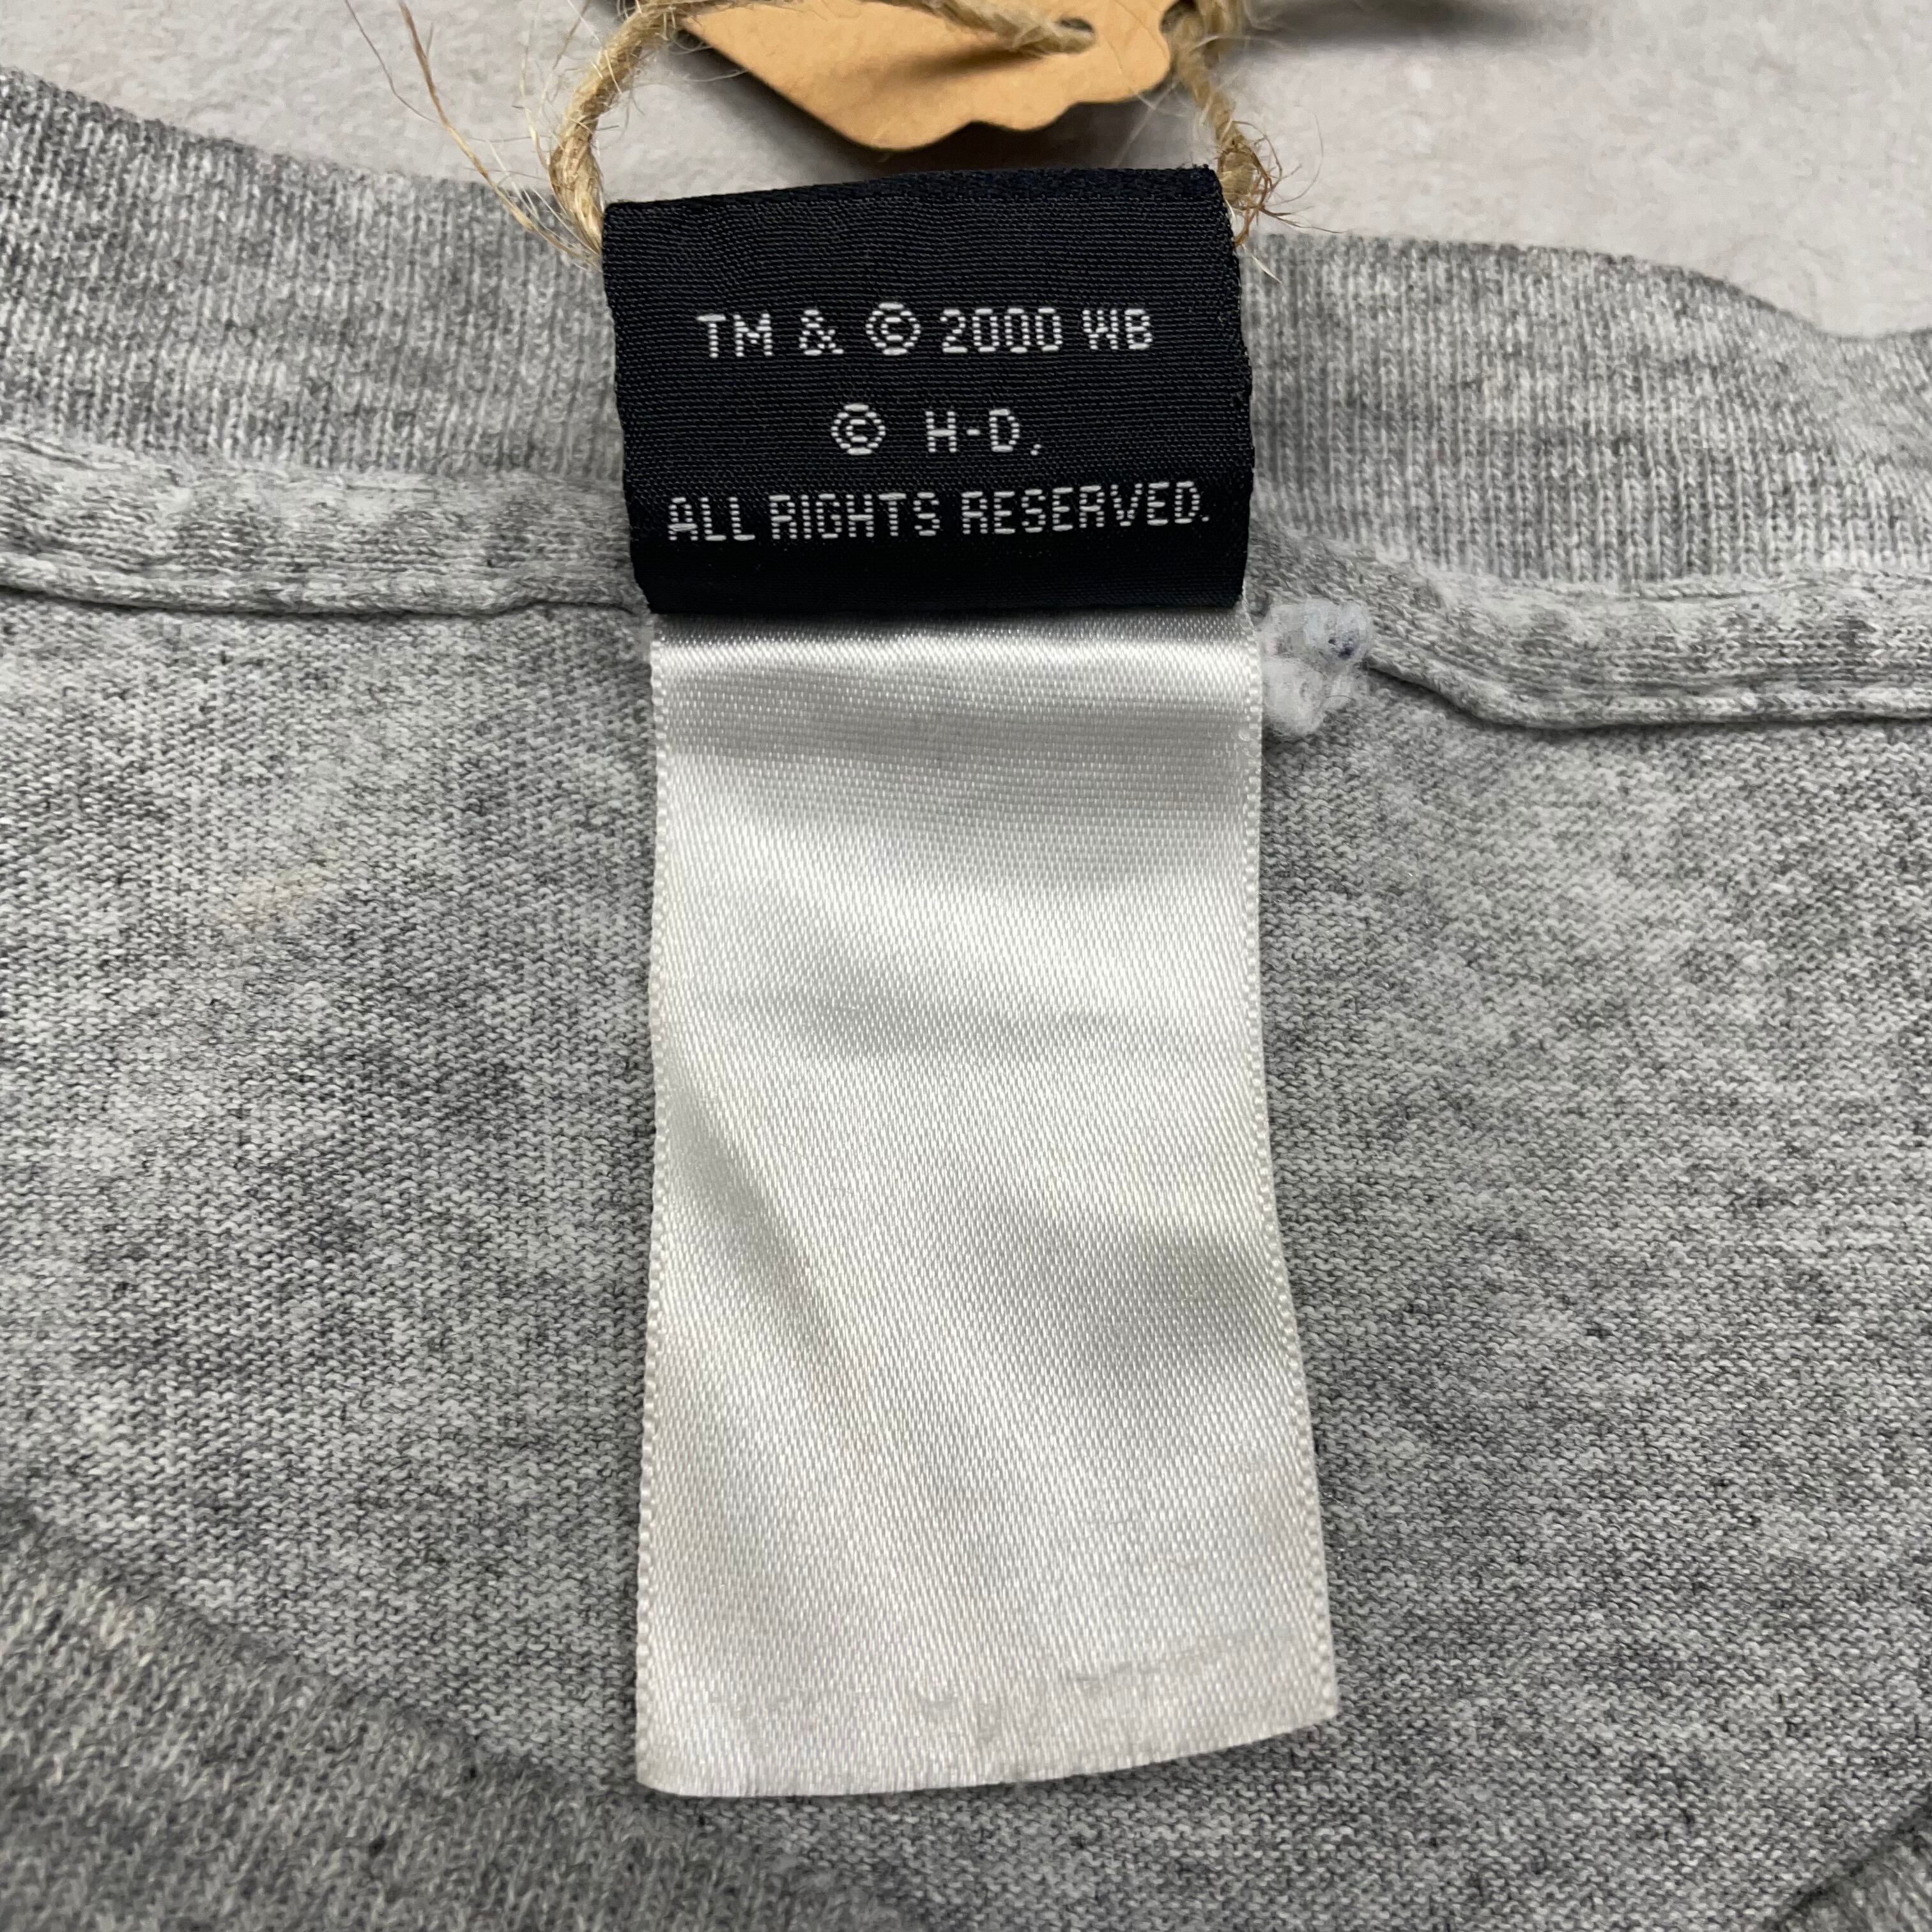 TM & © 2000 WB
© H-D,
ALL RIGHTS RESERVED.